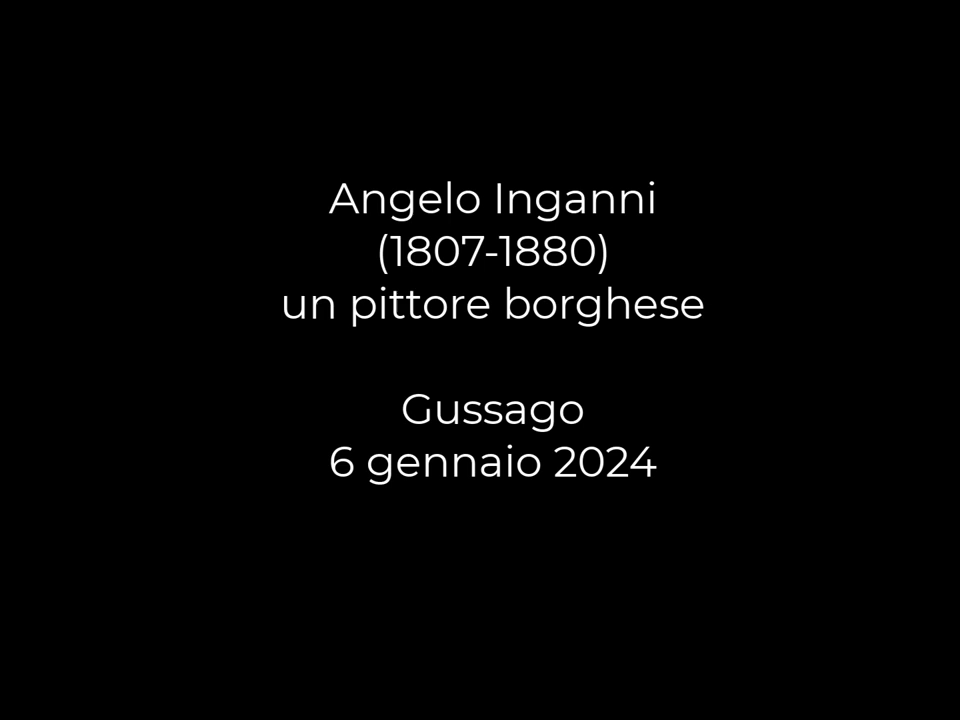 Angelo Inganni
(1807-1880)
un pittore borghese
Gussago
6 gennaio 2024